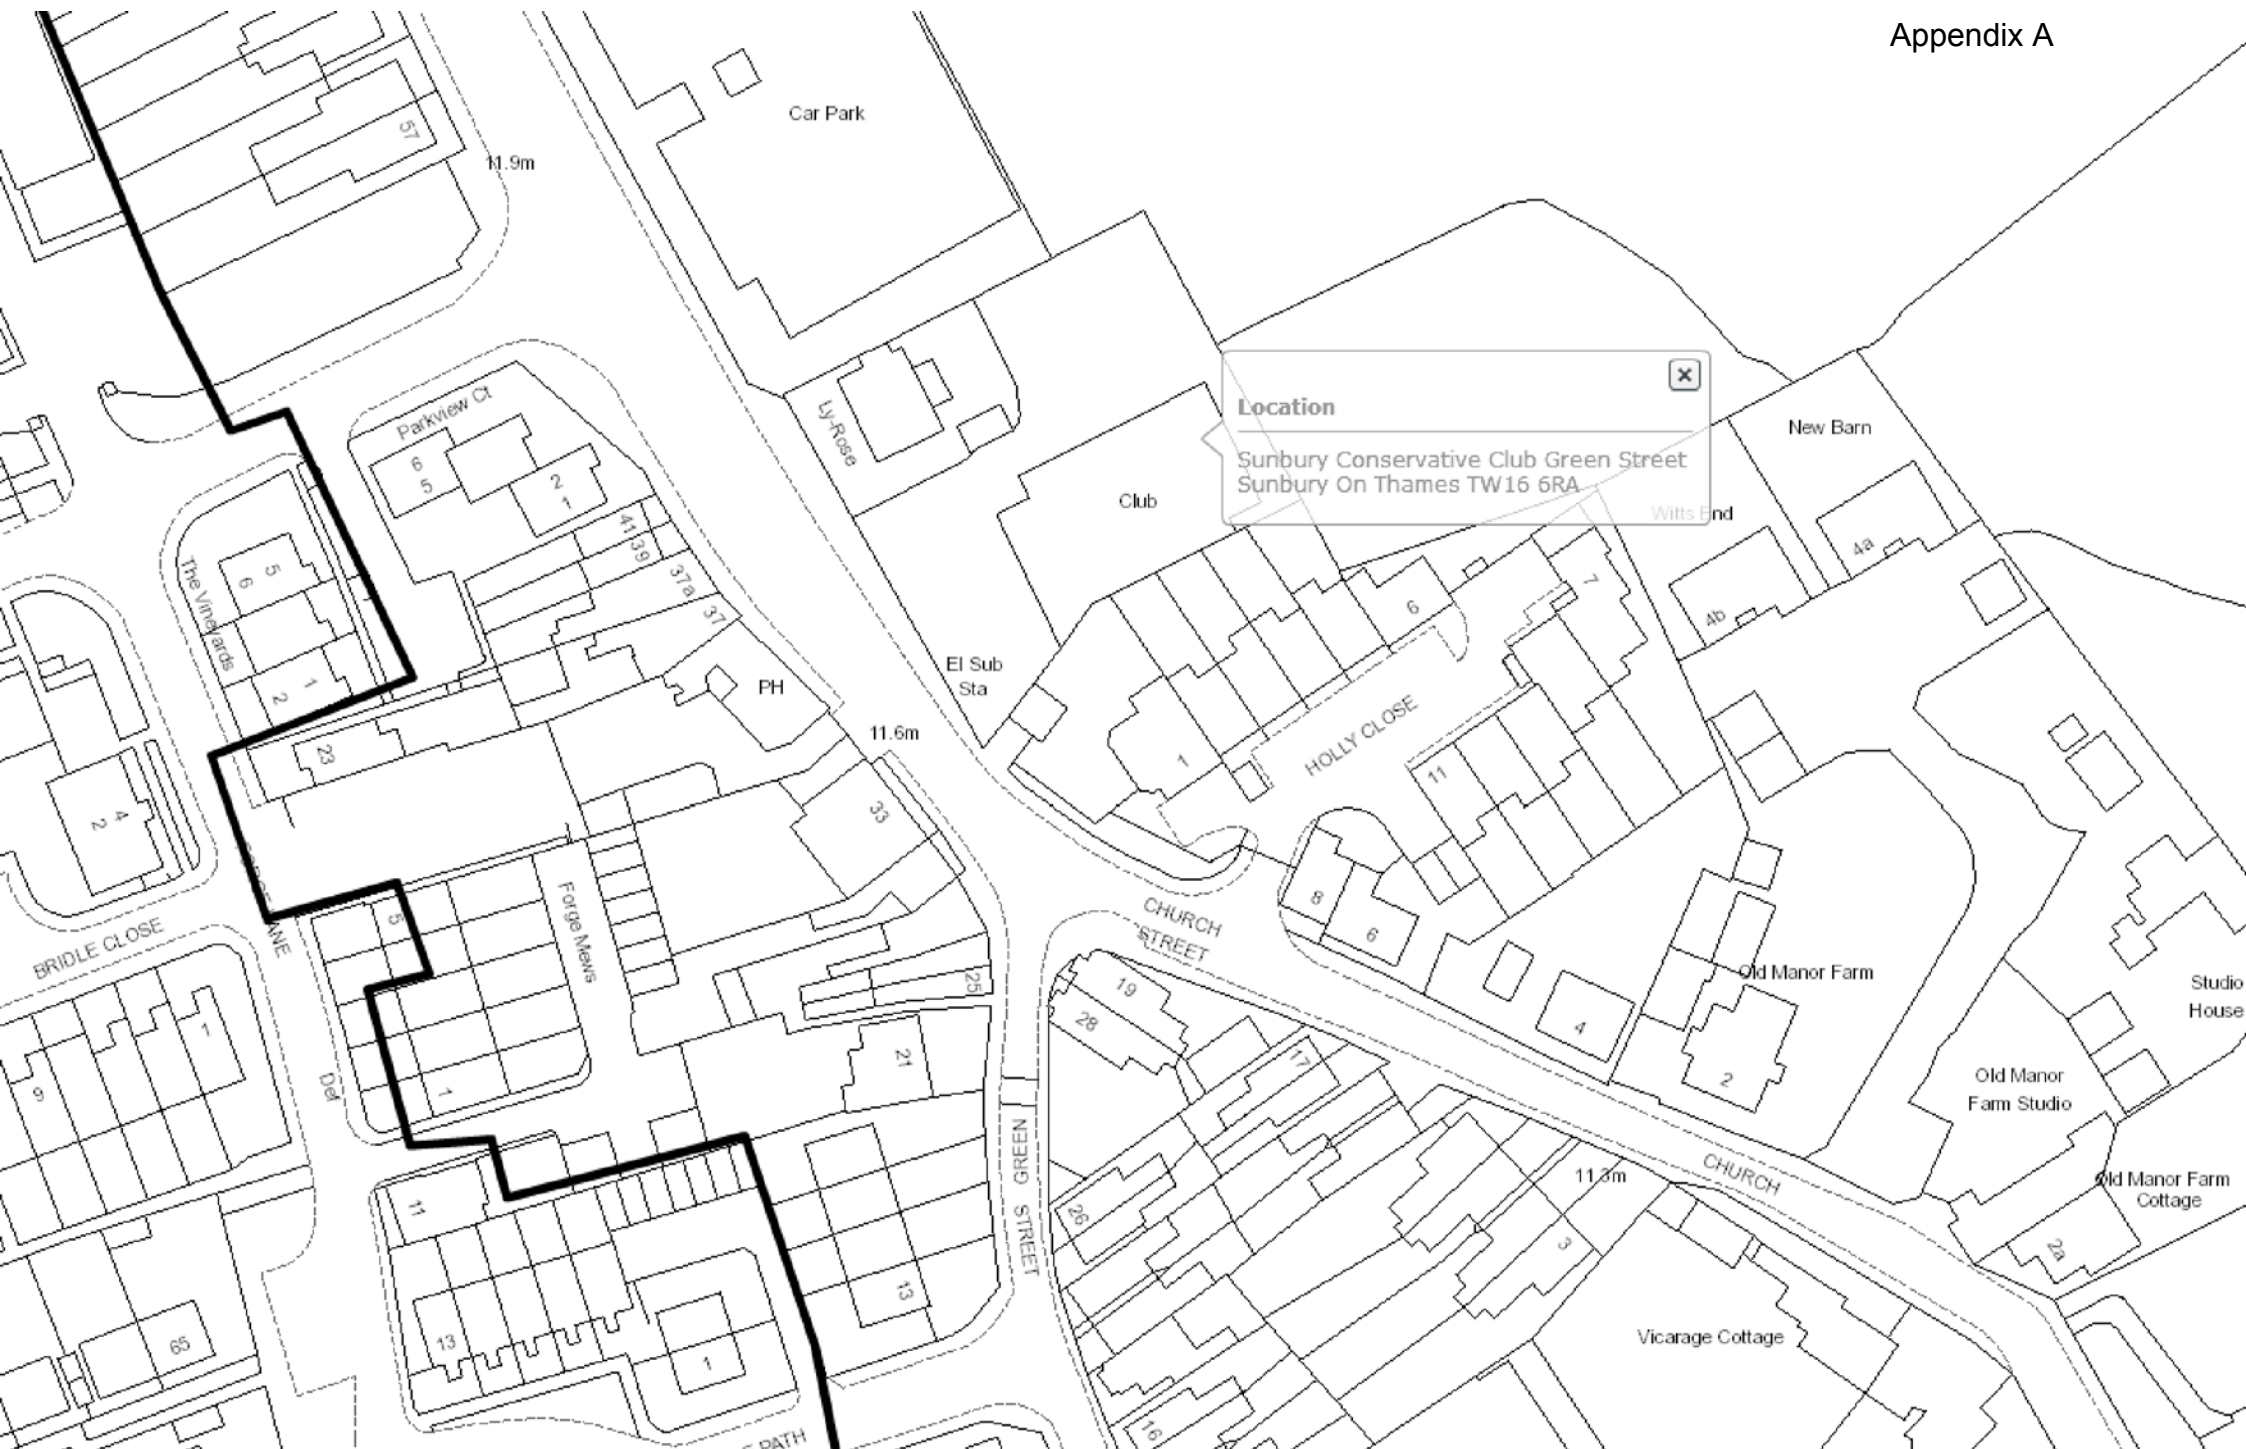 Appendix A
Car Park
57
11.9m
Location
Sunbury Conservative Club Green Street
Sunbury On Thames TW16 6RA
Ly-Rose
Parkview Ct
6
5
2
1
Club
New Barn
Witts End
4a
4b
41
39
37a
37
The Vineyards
5
6
1
2
7
6
El Sub
Sta
PH
23
11.6m
1
HOLLY CLOSE
11
33
4
2
BRIDLE CLOSE
5
Forge Mews
8
6
CHURCH
STREET
19
28
25
21
17
4
Old Manor Farm
2
Studio
House
Old Manor
Farm Studio
Old Manor Farm
Cottage
2a
1
9
Def
1
GREEN STREET
11
26
11.3m
CHURCH
3
13
13
1
65
Vicarage Cottage
16
PATH